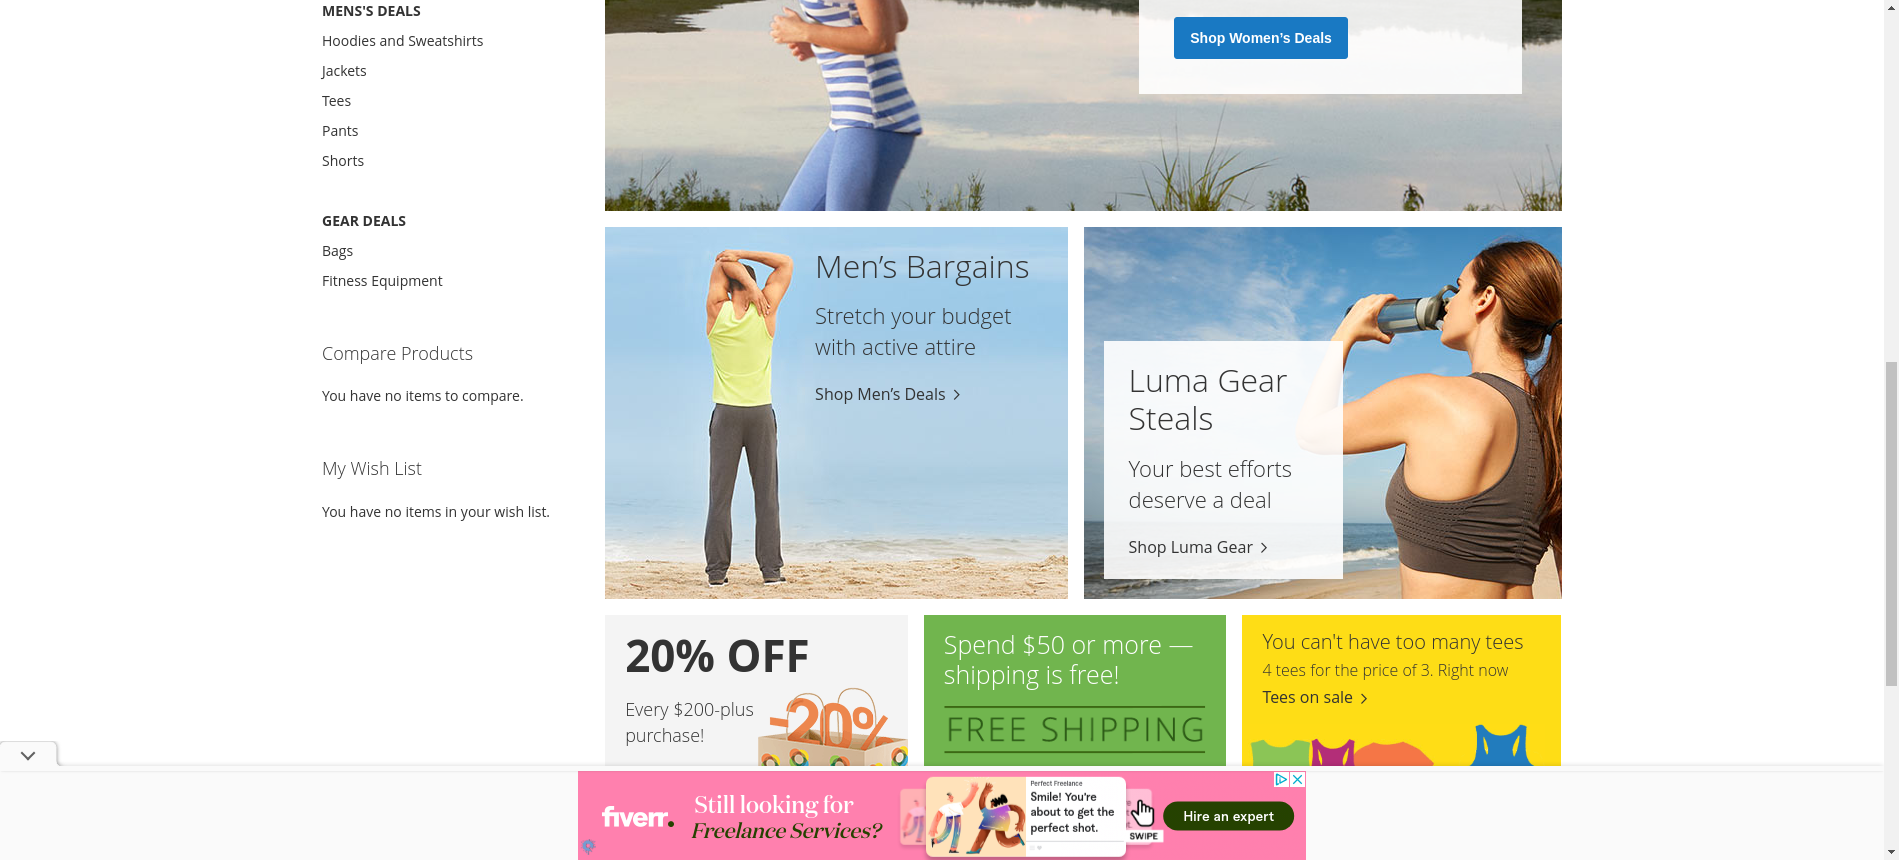 MENS'S DEALS
Hoodies and Sweatshirts
Jackets
Tees
Pants
Shorts
GEAR DEALS
Bags
Fitness Equipment
Compare Products
You have no items to compare.
My Wish List
You have no items in your wish list.
Shop Women’s Deals
Men’s Bargains
Stretch your budget
with active attire
Shop Men’s Deals
Luma Gear
Steals
Your best efforts
deserve a deal
Shop Luma Gear
20% OFF
Every $200-plus
purchase!
-20%
Spend $50 or more —
shipping is free!
FREE SHIPPING
You can't have too many tees
4 tees for the price of 3. Right now
Tees on sale
fiverr.
Still looking for
Freelance Services?
Perfect Freelance
Smile! You're
about to get the
perfect shot.
SWIPE
Hire an expert